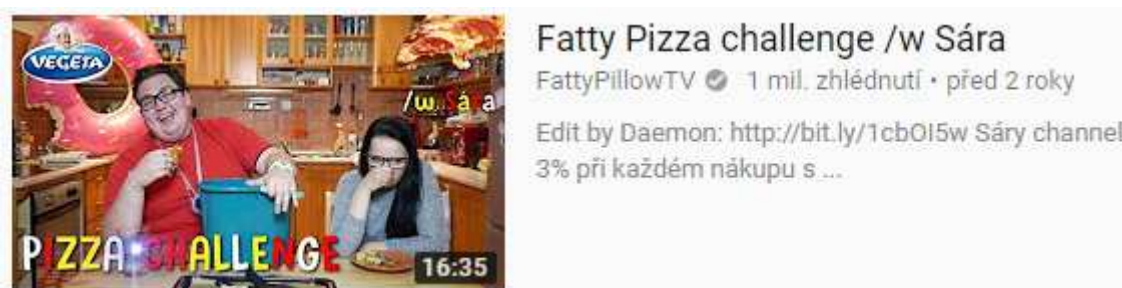 VEGETA
/w Sára
PIZZA CHALLENGE
16:35
Fatty Pizza challenge /w Sára
FattyPillowTV 1 mil. zhlédnutí • před 2 roky
Edit by Daemon: http://bit.ly/1cbOI5w Sáry channel
3% při každém nákupu s ...